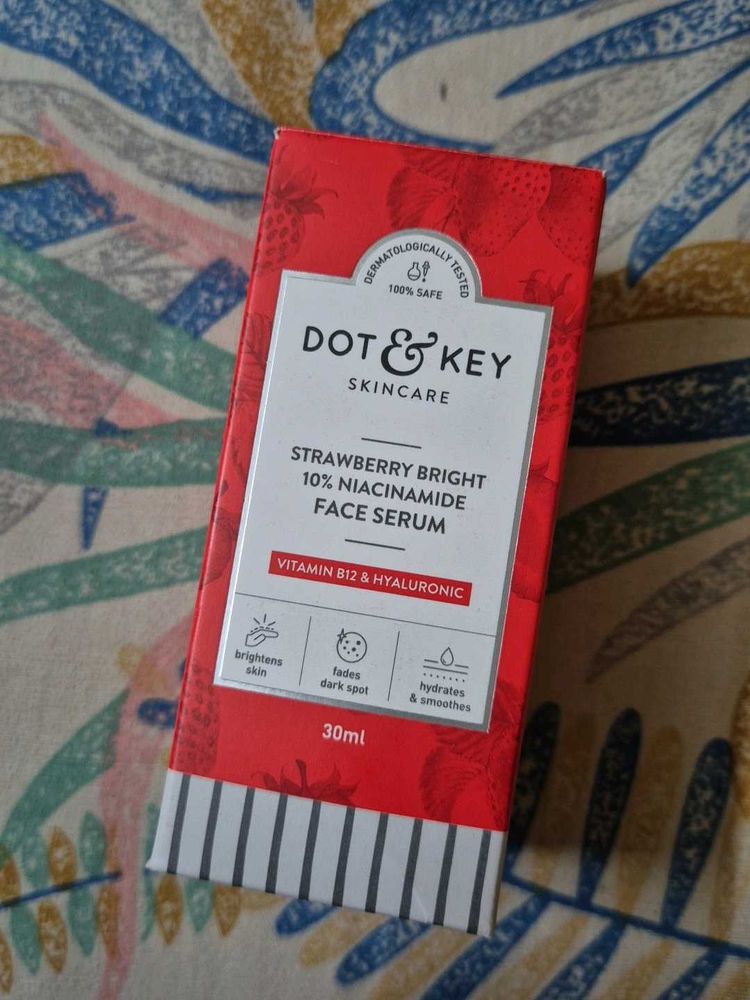 DERMATOLOGICALLY TESTED
100% SAFE
DOT & KEY
SKINCARE
STRAWBERRY BRIGHT
10% NIACINAMIDE
FACE SERUM
VITAMIN B12 & HYALURONIC
brightens
skin
fades
dark spot
hydrates
& smoothes
30ml